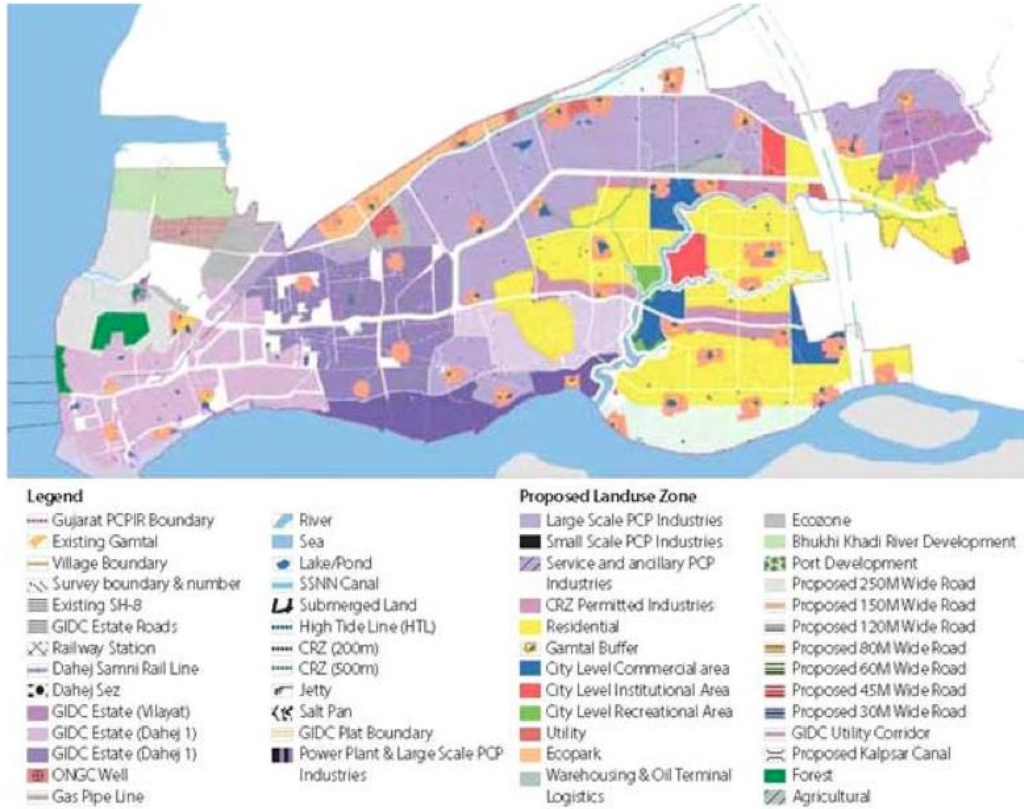 Legend
Gujarat PCPIR Boundary
Existing Gamtal
Village Boundary
Survey boundary & number
Existing SH-8
GIDC Estate Roads
Railway Station
Dahej Samni Rail Line
Dahej Sez
GIDC Estate (Vilayat)
GIDC Estate (Dahej 1)
GIDC Estate (Dahej 1)
ONGC Well
Gas Pipe Line
River
Sea
Lake/Pond
SSNN Canal
Submerged Land
High Tide Line (HTL)
CRZ (200m)
CRZ (500m)
Jetty
Salt Pan
GIDC Plat Boundary
Power Plant & Large Scale PCP
Industries
Proposed Landuse Zone
Large Scale PCP Industries
Small Scale PCP Industries
Service and ancillary PCP
Industries
CRZ Permitted Industries
Residential
Gamtal Buffer
City Level Commercial area
City Level Institutional Area
City Level Recreational Area
Utility
Ecopark
Warehousing & Oil Terminal
Logistics
Ecozone
Bhukhi Khadi River Development
Port Development
Proposed 250M Wide Road
Proposed 150M Wide Road
Proposed 120M Wide Road
Proposed 80M Wide Road
Proposed 60M Wide Road
Proposed 45M Wide Road
Proposed 30M Wide Road
GIDC Utility Corridor
Proposed Kalpsar Canal
Forest
Agricultural